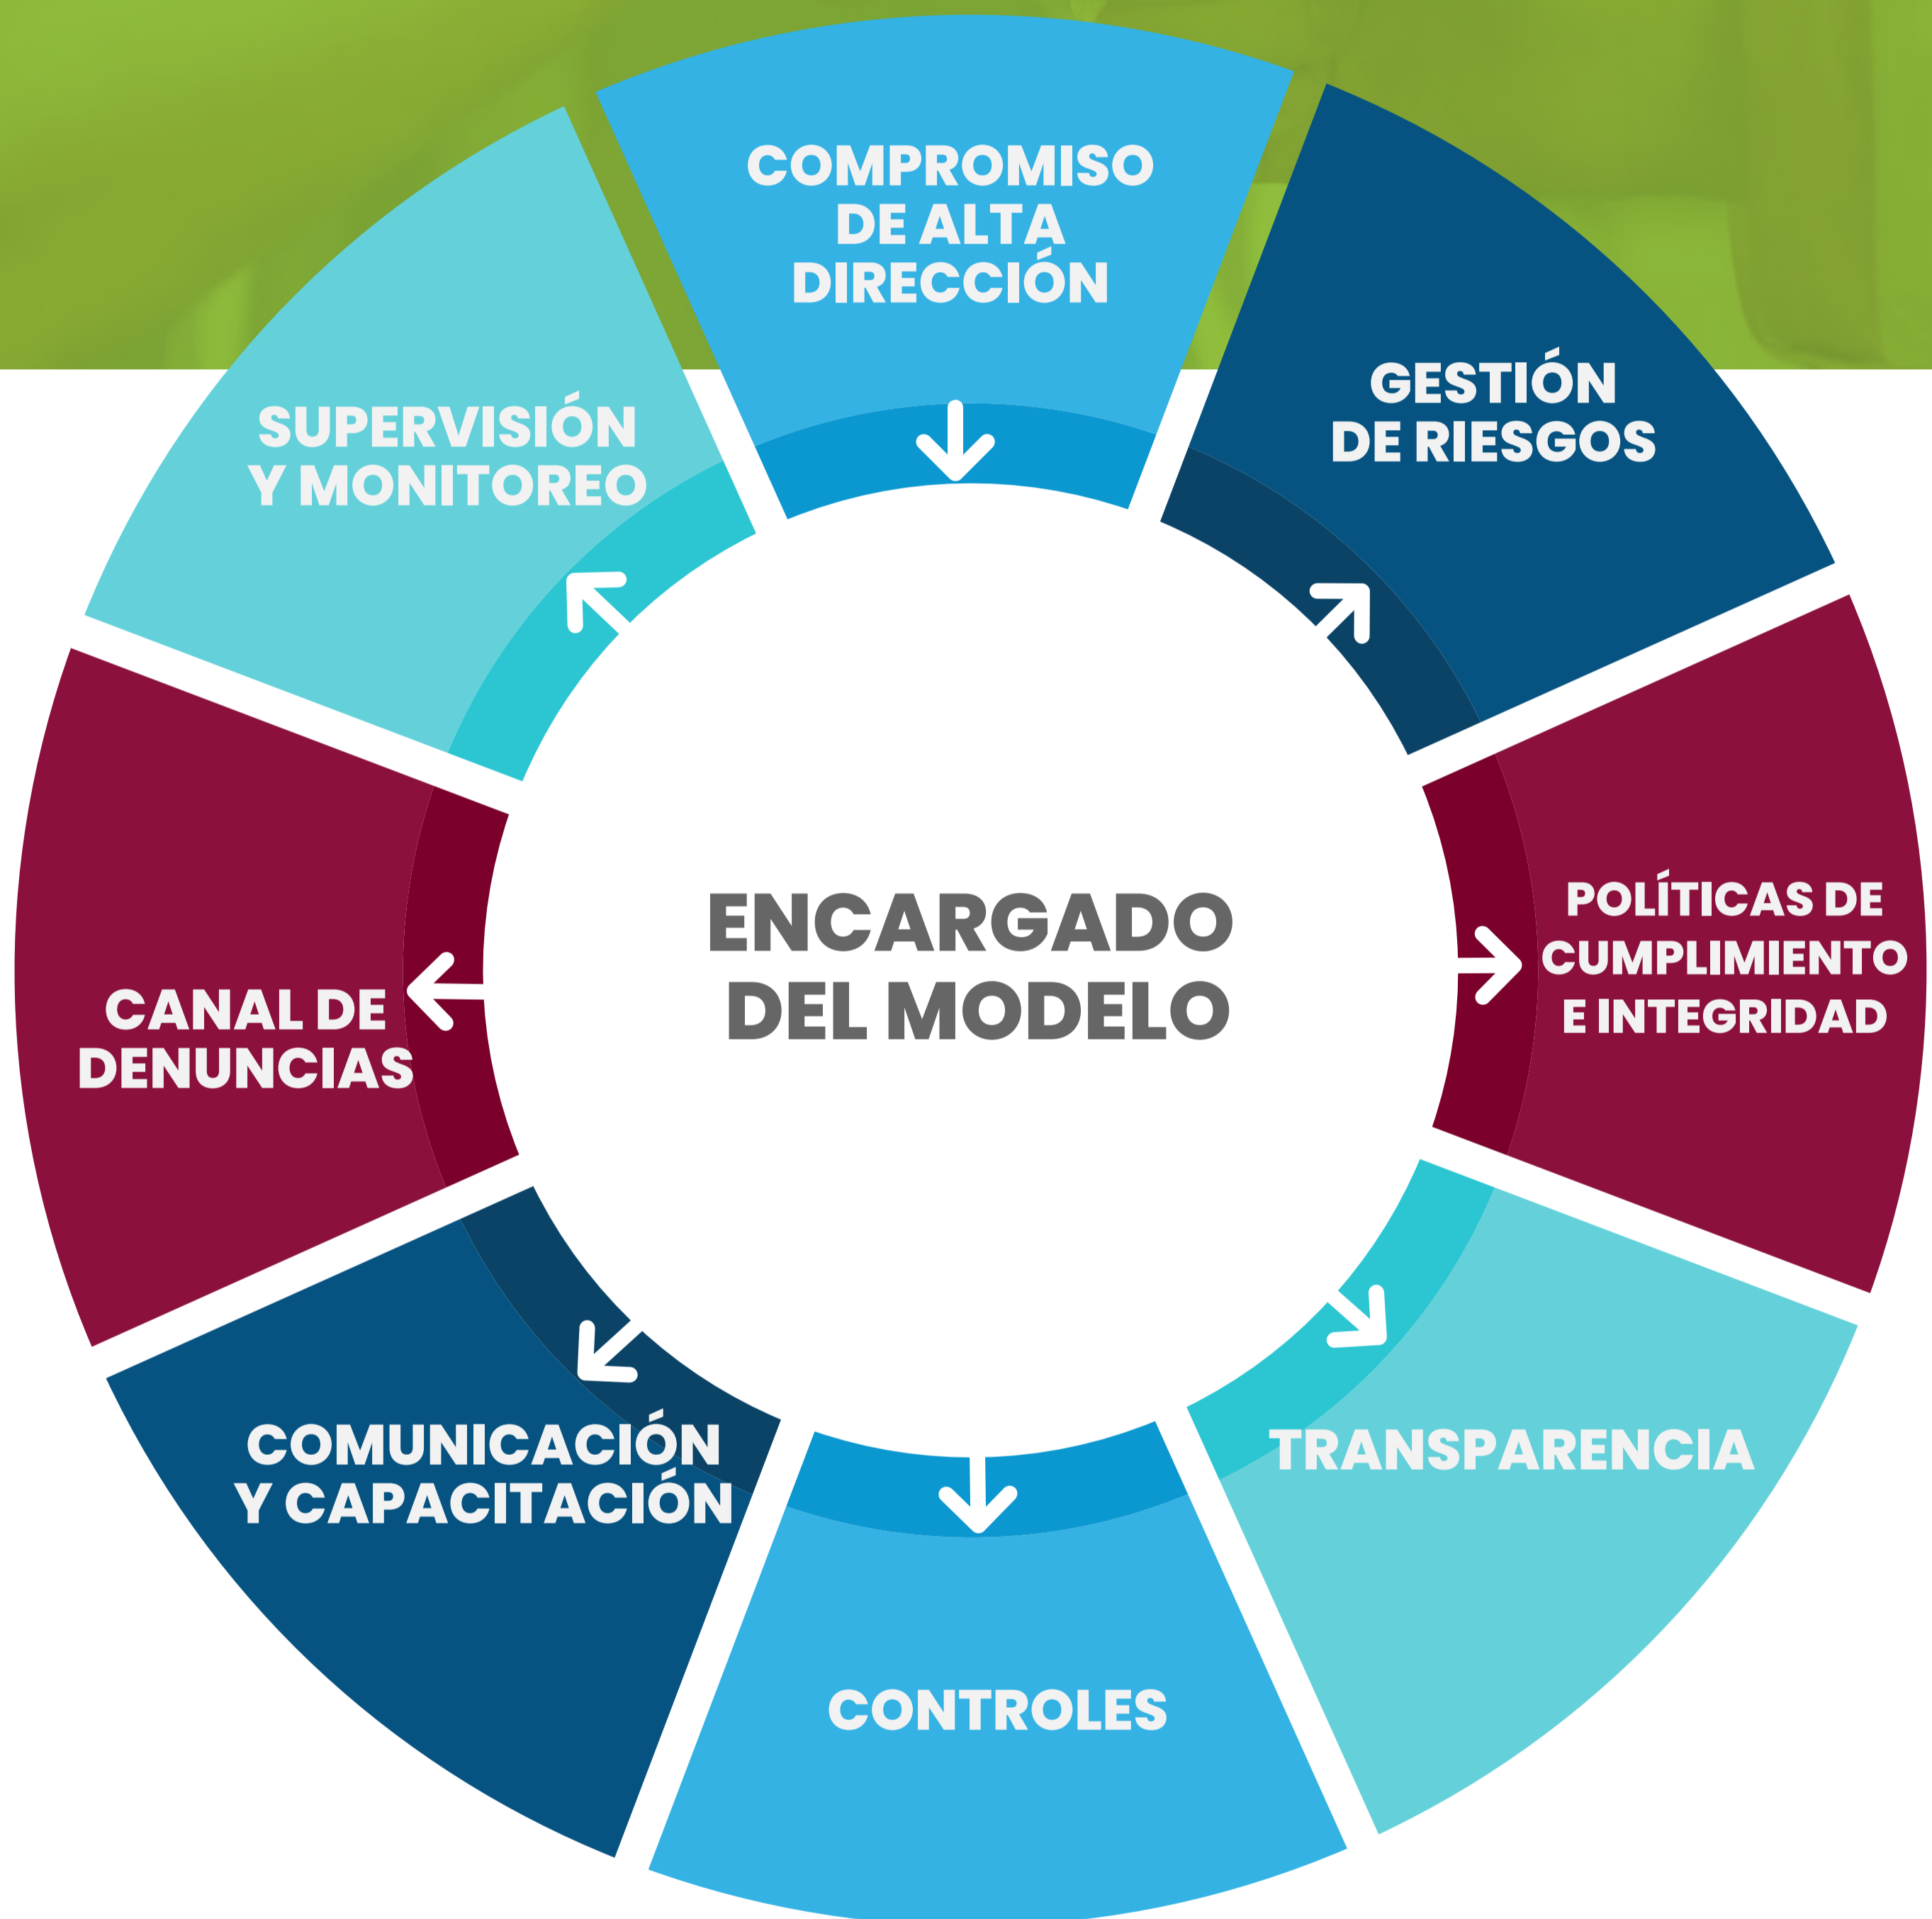 COMPROMISO
DE ALTA
DIRECCIÓN
GESTIÓN
DE RIESGOS
POLÍTICAS DE
CUMPLIMIENTO
E INTEGRIDAD
TRANSPARENCIA
CONTROLES
COMUNICACIÓN
YCAPACITACIÓN
CANAL DE
DENUNCIAS
SUPERVISIÓN
Y MONITOREO
ENCARGADO
DEL MODELO